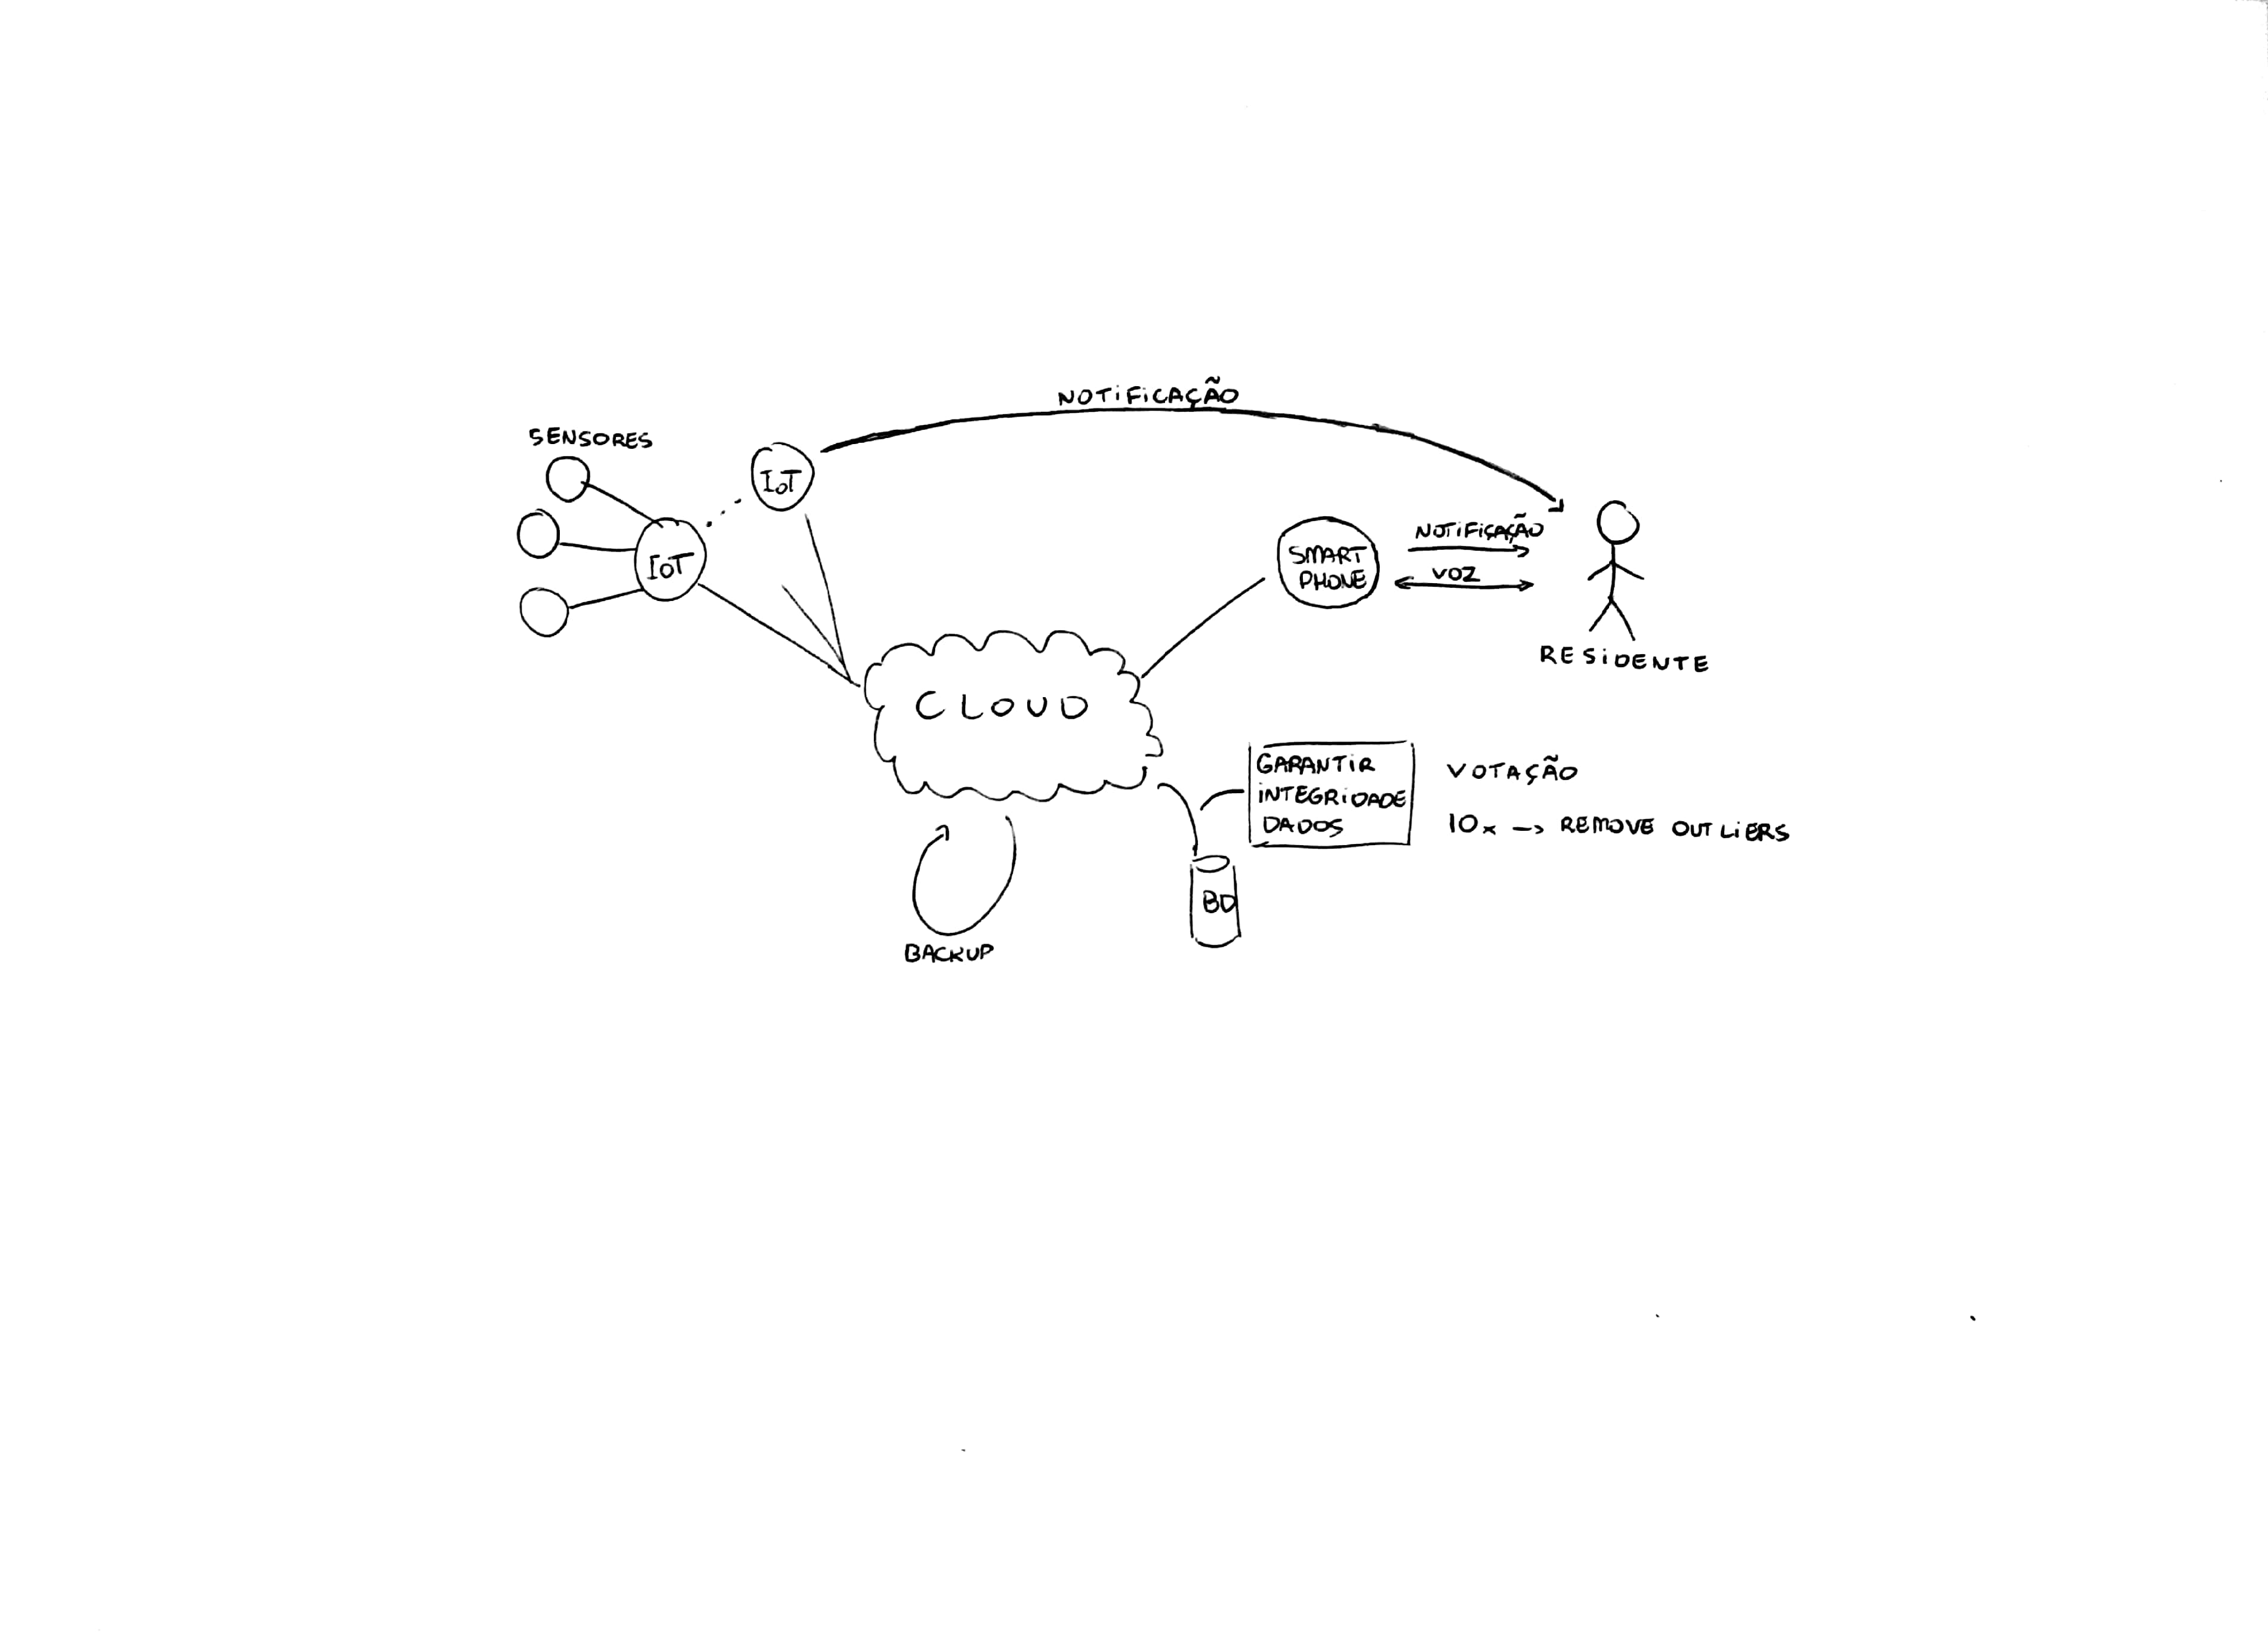 NOTIFICAÇÃO
SENSORES
IoT
IoT
SMART
PHONE
NOTIFICAÇÃO
VOZ
RESIDENTE
CLOUD
GARANTIR
INTEGRIDADE
DADOS
VOTAÇÃO
10x -> REMOVE OUTLIERS
BD
BACKUP